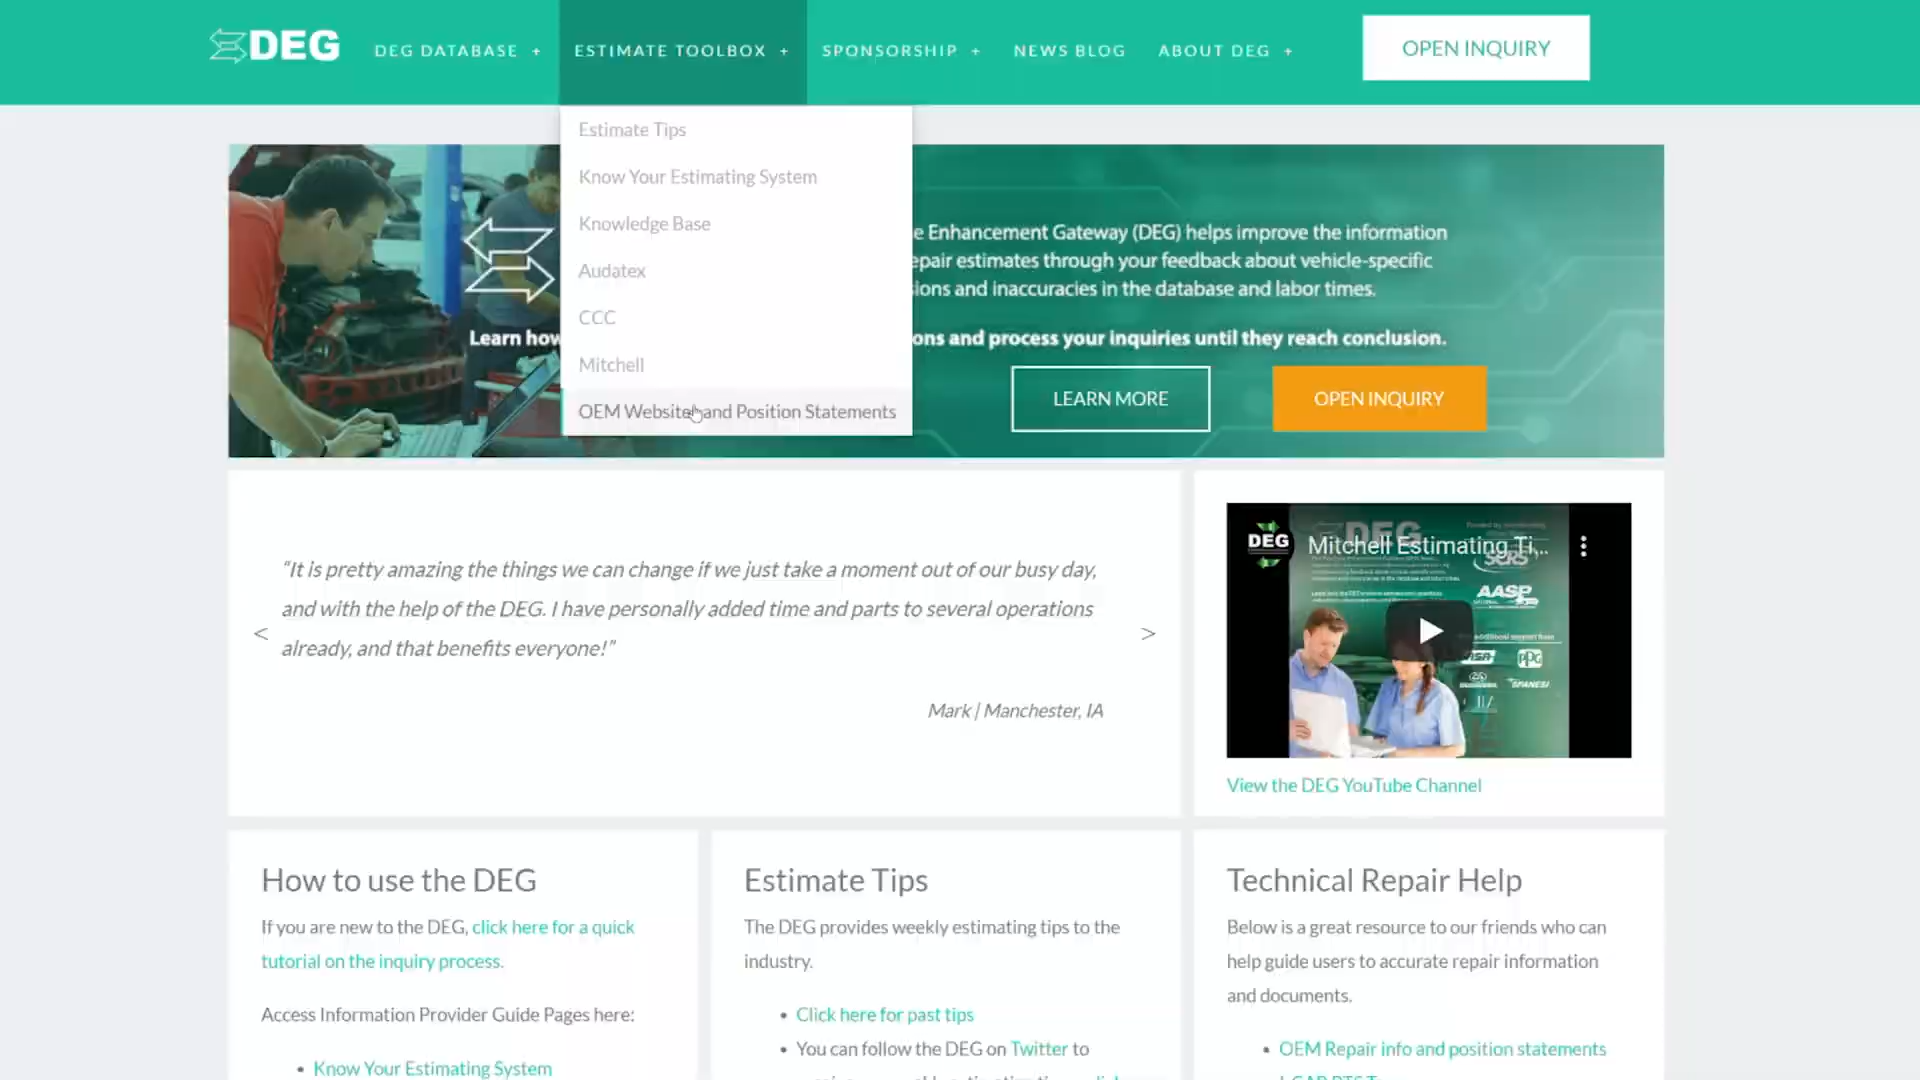 DEG
DEG DATABASE +
ESTIMATE TOOLBOX +
SPONSORSHIP +
NEWS BLOG
ABOUT DEG +
OPEN INQUIRY
Estimate Tips
Know Your Estimating System
Knowledge Base
Audatex
CCC
Mitchell
OEM Websites and Position Statements
e Enhancement Gateway (DEG) helps improve the information
epair estimates through your feedback about vehicle-specific
ions and inaccuracies in the database and labor times.
Learn how
ons and process your inquiries until they reach conclusion.
LEARN MORE
OPEN INQUIRY
"It is pretty amazing the things we can change if we just take a moment out of our busy day,
and with the help of the DEG. I have personally added time and parts to several operations
already, and that benefits everyone!"
<
>
Mark | Manchester, IA
DEG
Mitchell Estimating Ti...
DEG
SCRS
AASP
PPG
SPANESI
View the DEG YouTube Channel
How to use the DEG
If you are new to the DEG, click here for a quick
tutorial on the inquiry process.
Access Information Provider Guide Pages here:
• Know Your Estimating System
Estimate Tips
The DEG provides weekly estimating tips to the
industry.
• Click here for past tips
• You can follow the DEG on Twitter to
Technical Repair Help
Below is a great resource to our friends who can
help guide users to accurate repair information
and documents.
• OEM Repair info and position statements